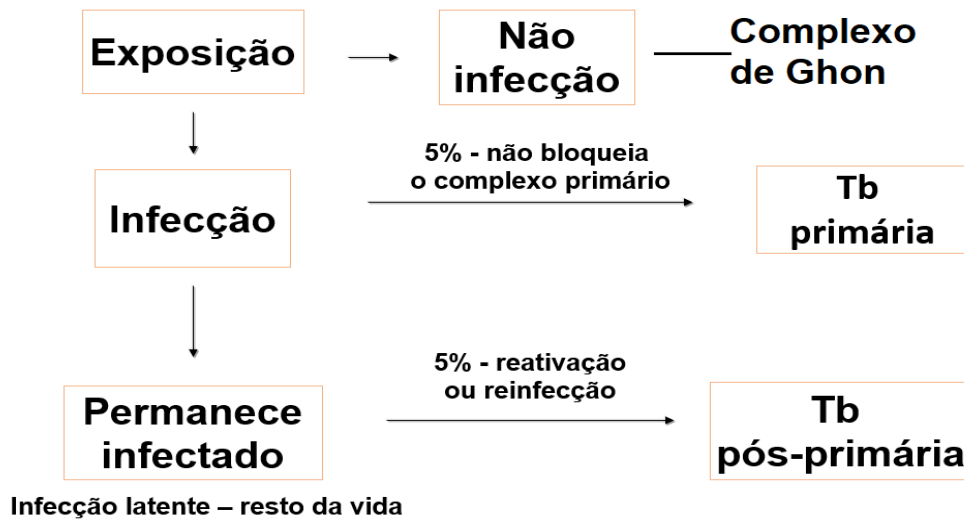 Exposição
Não
infecção
Complexo
de Ghon
5% - não bloqueia
o complexo primário
Infecção
Tb
primária
5% - reativação
ou reinfecção
Permanece
infectado
Tb
pós-primária
Infecção latente – resto da vida